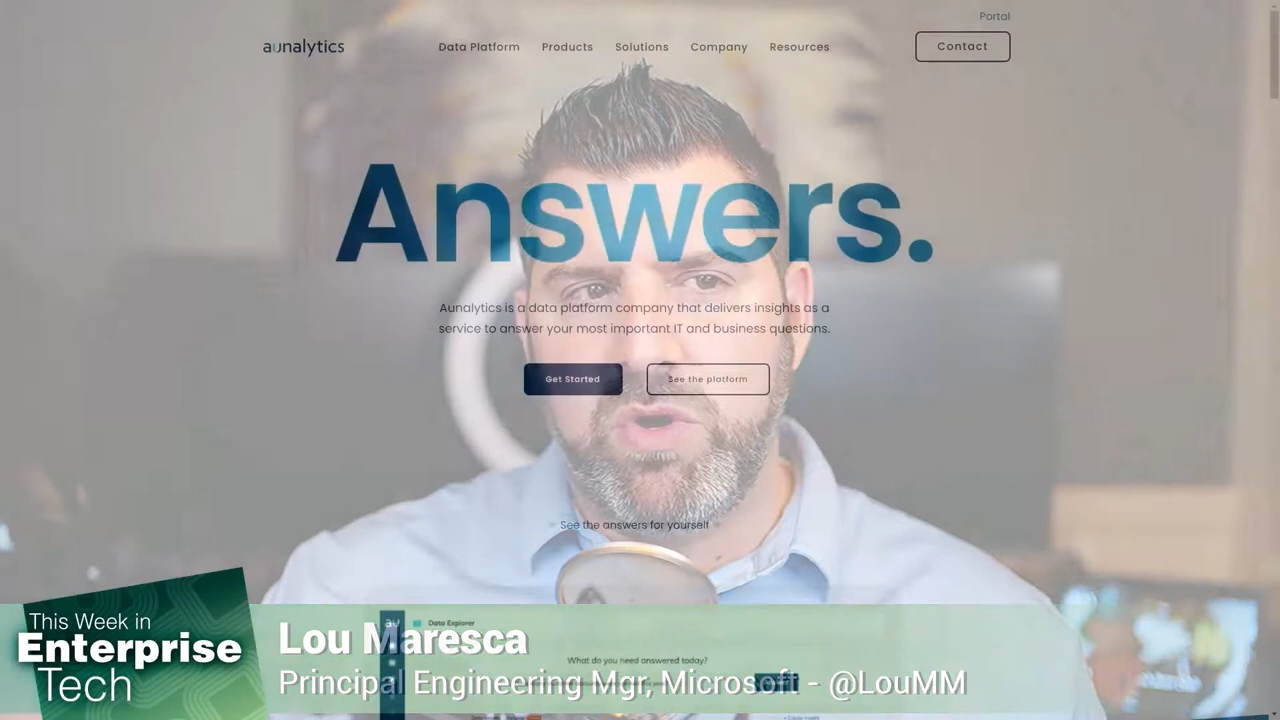 Portal
aunalytics
Data Platform Products Solutions Company Resources
Contact
Answers.
Aunalytics is a data platform company that delivers insights as a
service to answer your most important IT and business questions.
Get Started
See the platform
See the answers for yourself
This Week in
Enterprise
Tech
Lou Maresca
Principal Engineering Mgr, Microsoft - @LouMM
au
Data Explorer
What do you need answered today?